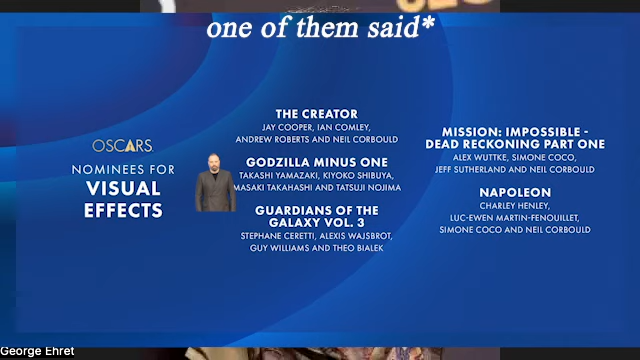 one of them said*
OSCARS
NOMINEES FOR
VISUAL
EFFECTS
THE CREATOR
JAY COOPER, IAN COMLEY,
ANDREW ROBERTS AND NEIL CORBOULD
GODZILLA MINUS ONE
TAKASHI YAMAZAKI, KIYOKO SHIBUYA,
MASAKI TAKAHASHI AND TATSUJI NOJIMA
GUARDIANS OF THE
GALAXY VOL. 3
STEPHANE CERETTI, ALEXIS WAJSBROT,
GUY WILLIAMS AND THEO BIALEK
MISSION: IMPOSSIBLE -
DEAD RECKONING PART ONE
ALEX WUTTKE, SIMONE COCO,
JEFF SUTHERLAND AND NEIL CORBOULD
NAPOLEON
CHARLEY HENLEY,
LUC-EWEN MARTIN-FENOUILLET,
SIMONE COCO AND NEIL CORBOULD
George Ehret